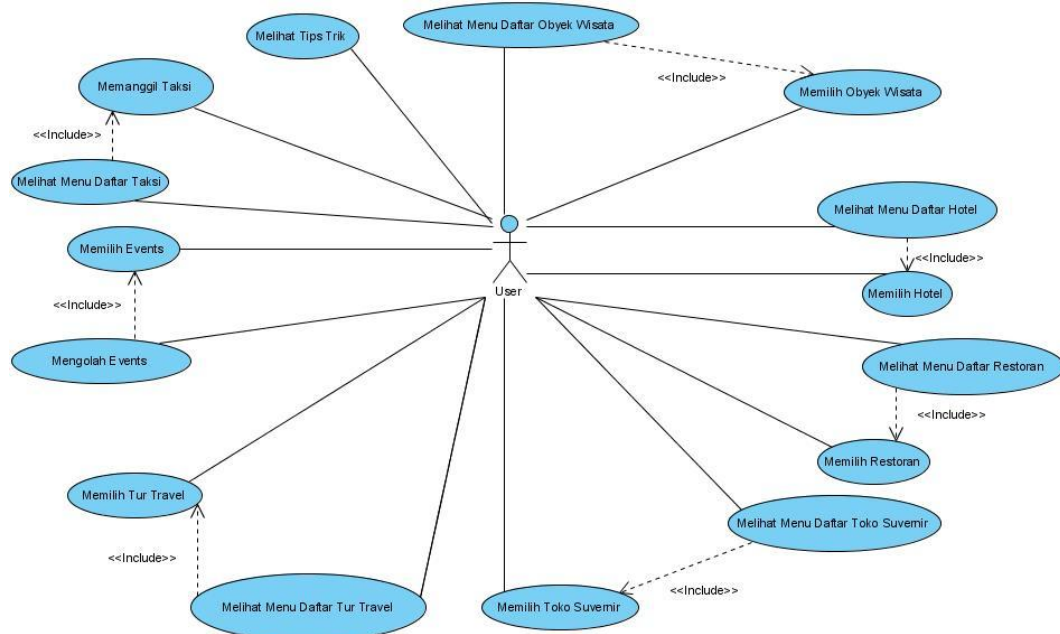 Melihat Menu Daftar Obyek Wisata
Melihat Tips Trik
<<Include>>
Memanggil Taksi
Memilih Obyek Wisata
<<Include>>
Melihat Menu Daftar Taksi
Melihat Menu Daftar Hotel
Memilih Events
<<Include>>
User
Memilih Hotel
<<Include>>
Mengolah Events
Melihat Menu Daftar Restoran
<<Include>>
Memilih Restoran
Memilih Tur Travel
Melihat Menu Daftar Toko Suvernir
<<Include>>
<<Include>>
Melihat Menu Daftar Tur Travel
Memilih Toko Suvernir